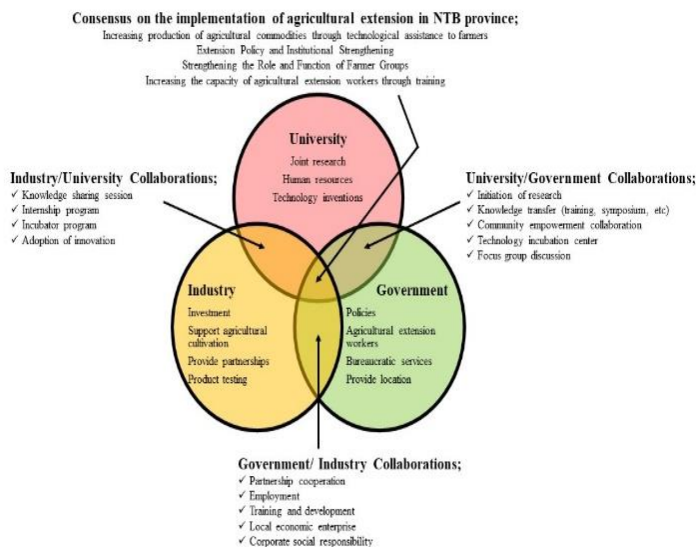 Consensus on the implementation of agricultural extension in NTB province;
Increasing production of agricultural commodities through technological assistance to farmers
Extension Policy and Institutional Strengthening
Strengthening the Role and Function of Farmer Groups
Increasing the capacity of agricultural extension workers through training
University
Joint research
Human resources
Technology inventions
Industry/University Collaborations;
✓ Knowledge sharing session
✓ Internship program
✓ Incubator program
✓ Adoption of innovation
University/Government Collaborations;
✓ Initiation of research
✓ Knowledge transfer (training, symposium, etc)
✓ Community empowerment collaboration
✓ Technology incubation center
✓ Focus group discussion
Industry
Investment
Support agricultural
cultivation
Provide partnerships
Product testing
Government
Policies
Agricultural extension
workers
Bureaucratic services
Provide location
Government/ Industry Collaborations;
✓ Partnership cooperation
✓ Employment
✓ Training and development
✓ Local economic enterprise
✓ Corporate social responsibility